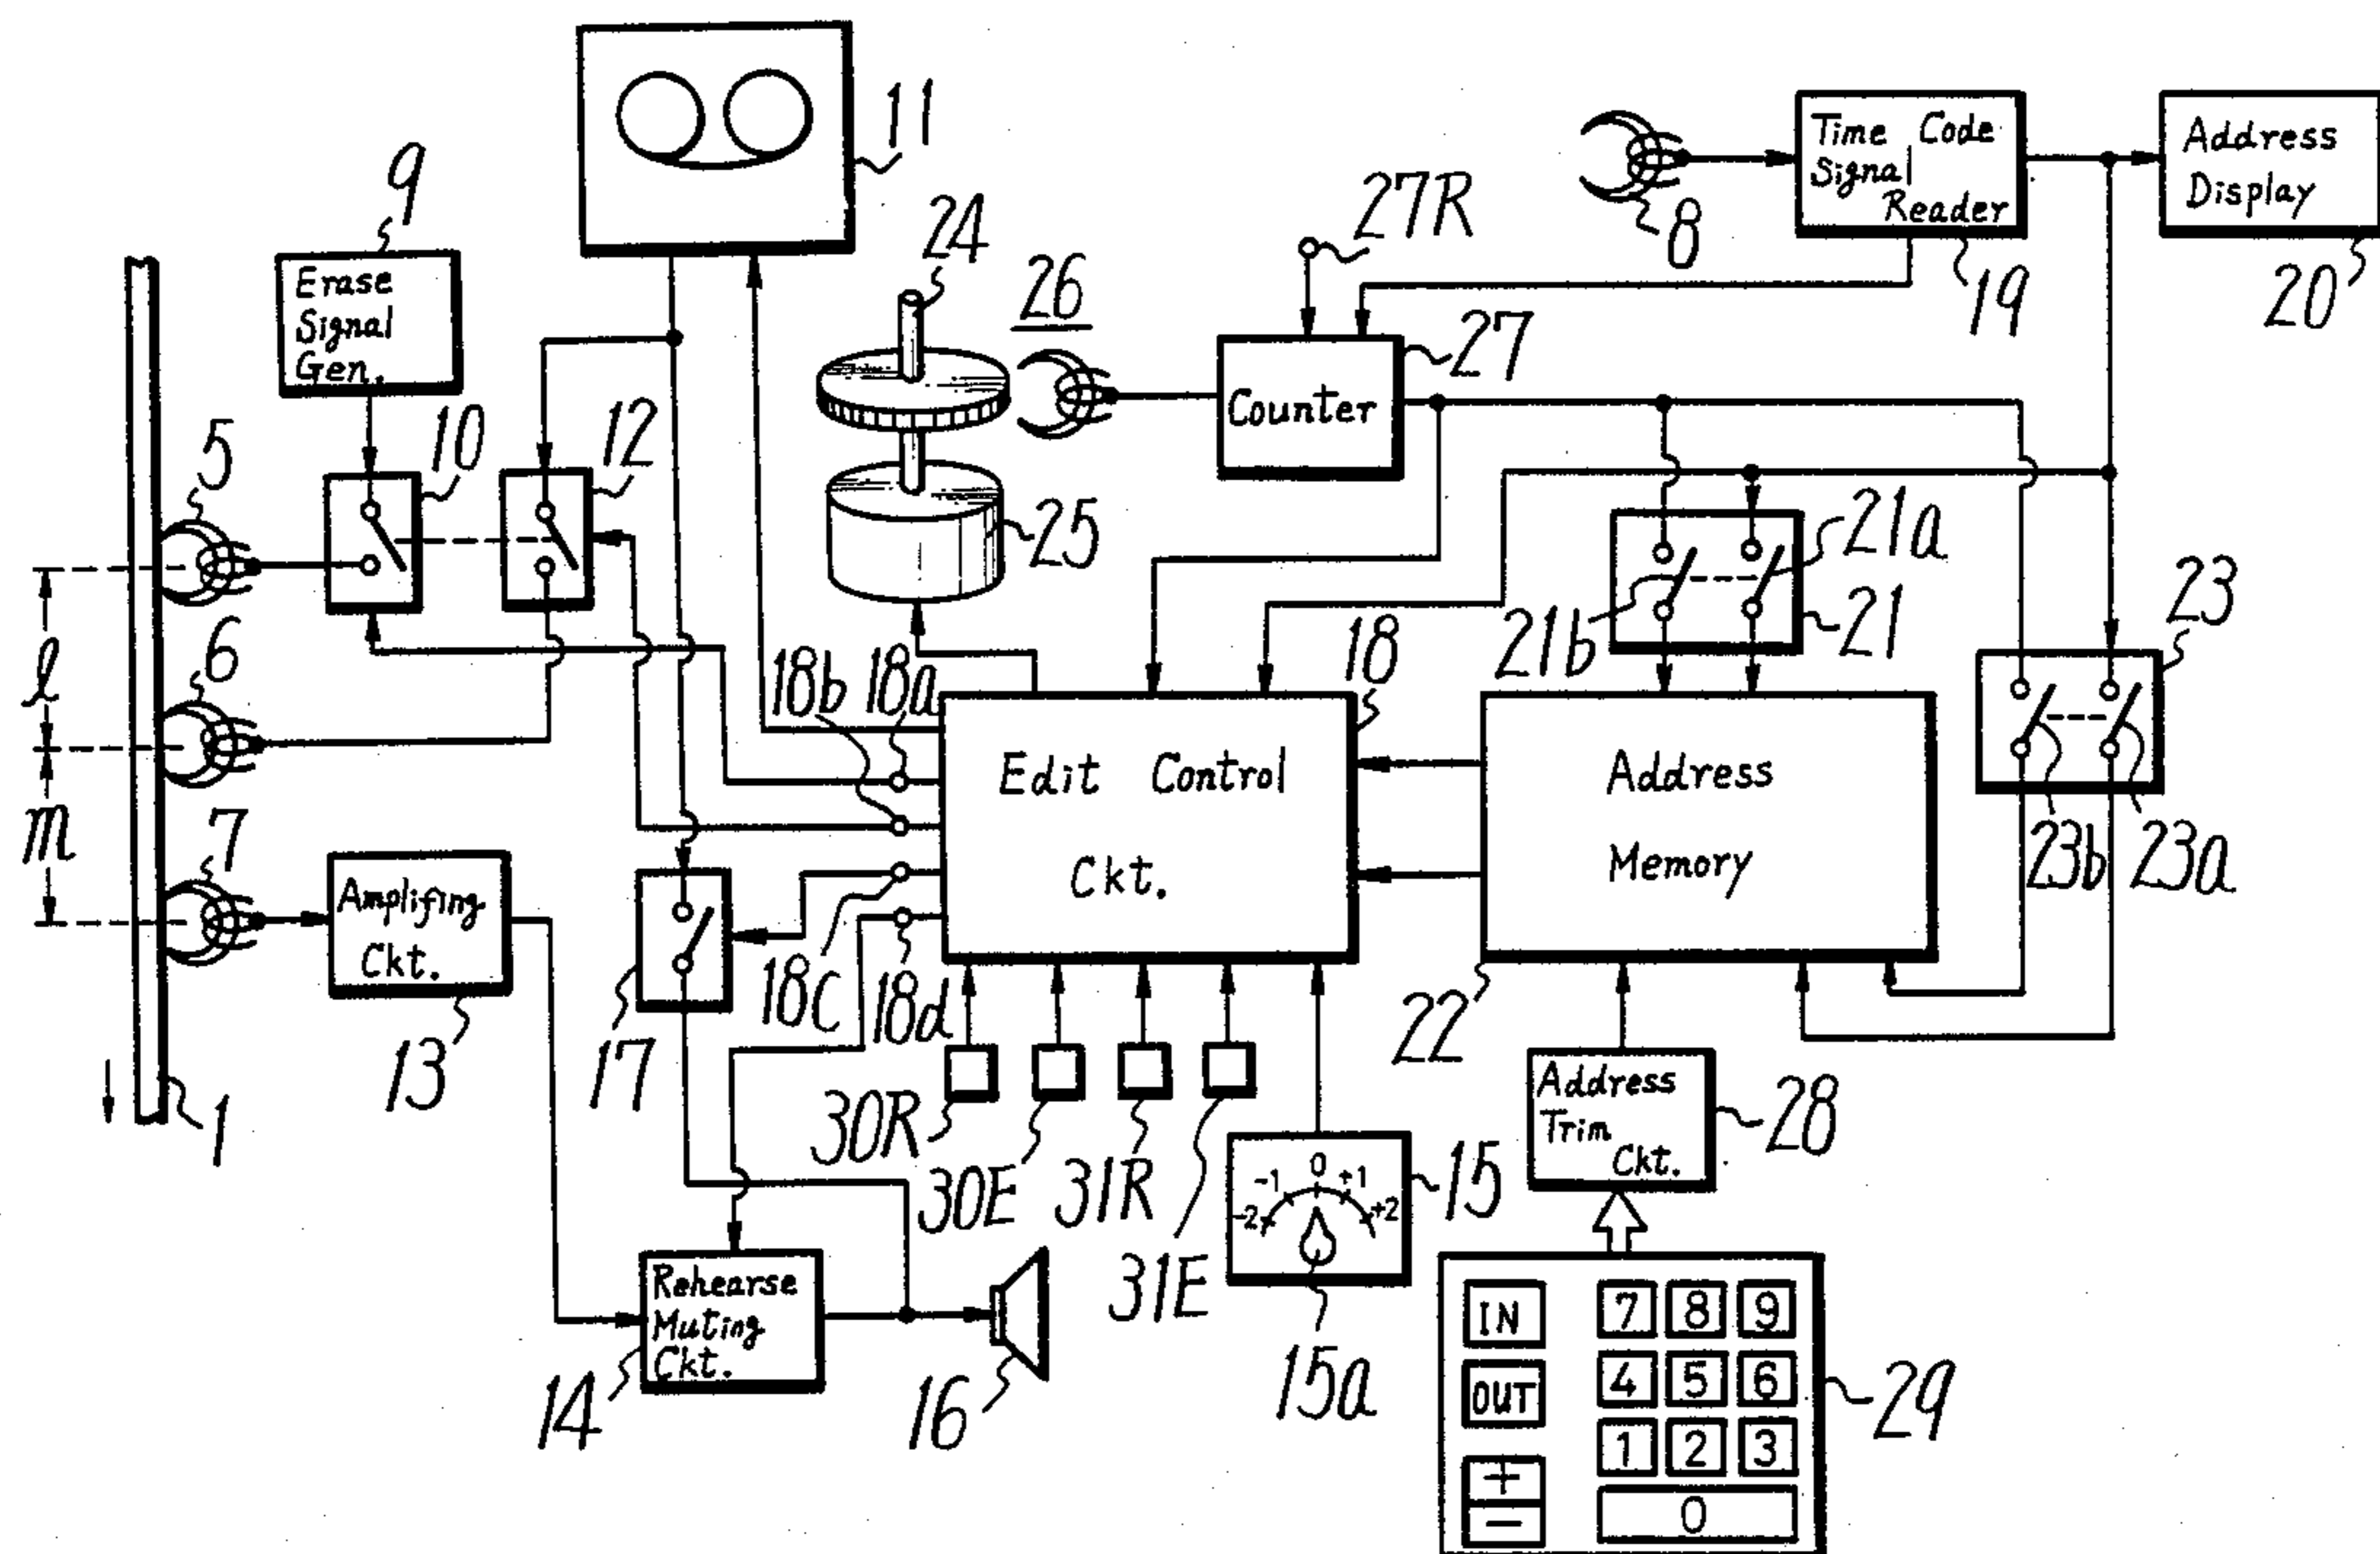 11
Time Code
Signal
Reader
Address
Display
9
24
27R
8
19
20
Erase
Signal
Gen.
26
27
Counter
5
10
12
25
21a
21b
21
23
l
6
18b
18a
18
Edit Control
Ckt.
Address
Memory
23b
23a
m
7
Amplifing
Ckt.
13
17
18C
18d
22
1
30R
30E
31R
31E
-2 -1 0 +1 +2
15
15a
Address
Trim
Ckt.
28
Rehearse
Muting
Ckt.
14
16
IN
7 8 9
OUT
4 5 6
1 2 3
+
-
0
29